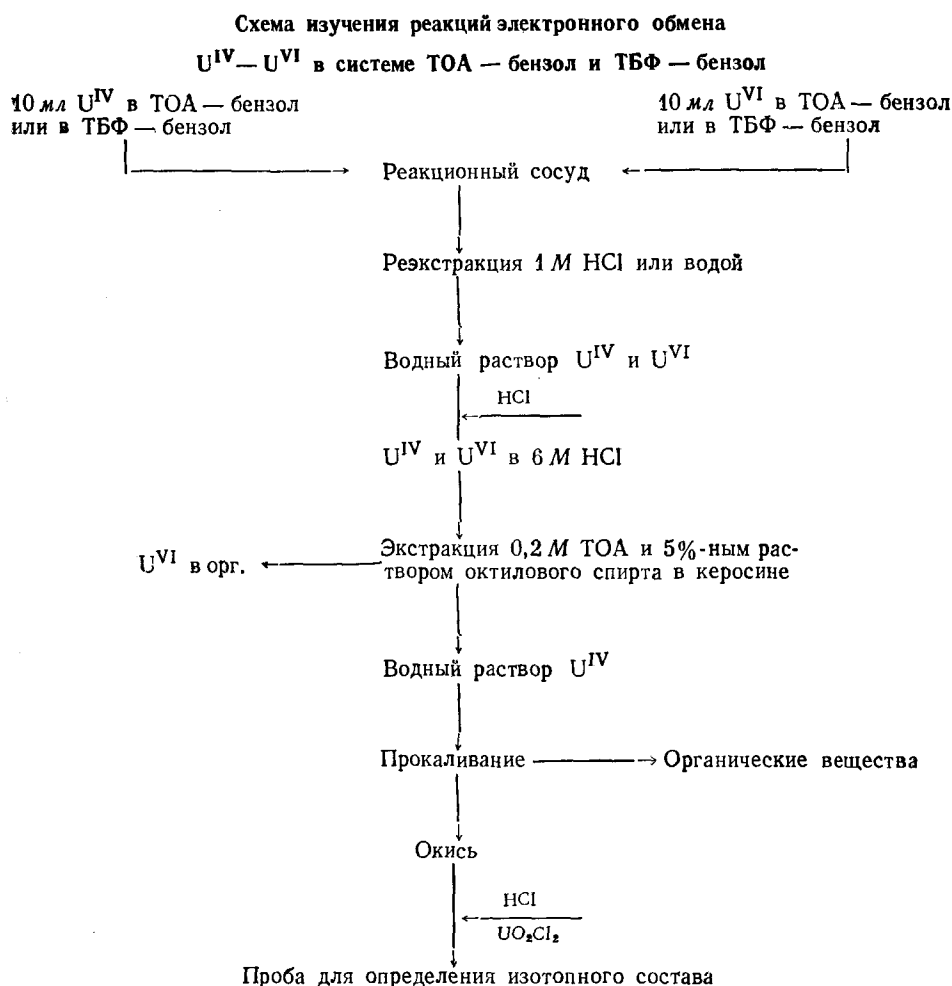 Схема изучения реакций электронного обмена
U^IV — U^VI в системе ТОА — бензол и ТБФ — бензол
10 мл U^IV в ТОА — бензол
или в ТБФ — бензол
10 мл U^VI в ТОА — бензол
или в ТБФ — бензол
Реакционный сосуд
Реэкстракция 1 М HCl или водой
Водный раствор U^IV и U^VI
HCl
U^IV и U^VI в 6 М HCl
U^VI в орг.
Экстракция 0,2 М ТОА и 5%-ным рас-
твором октилового спирта в керосине
Водный раствор U^IV
Прокаливание
Органические вещества
Окись
HCl
UO₂Cl₂
Проба для определения изотопного состава